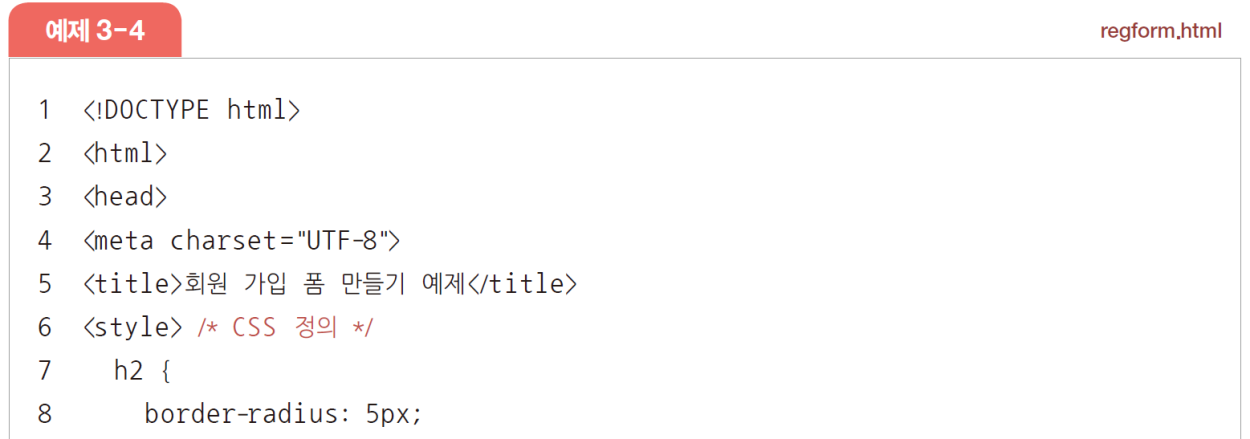 예제 3-4
regform.html
1 <!DOCTYPE html>
2 <html>
3 <head>
4 <meta charset="UTF-8">
5 <title>회원 가입 폼 만들기 예제</title>
6 <style> /* CSS 정의 */
7 h2 {
8 border-radius: 5px;